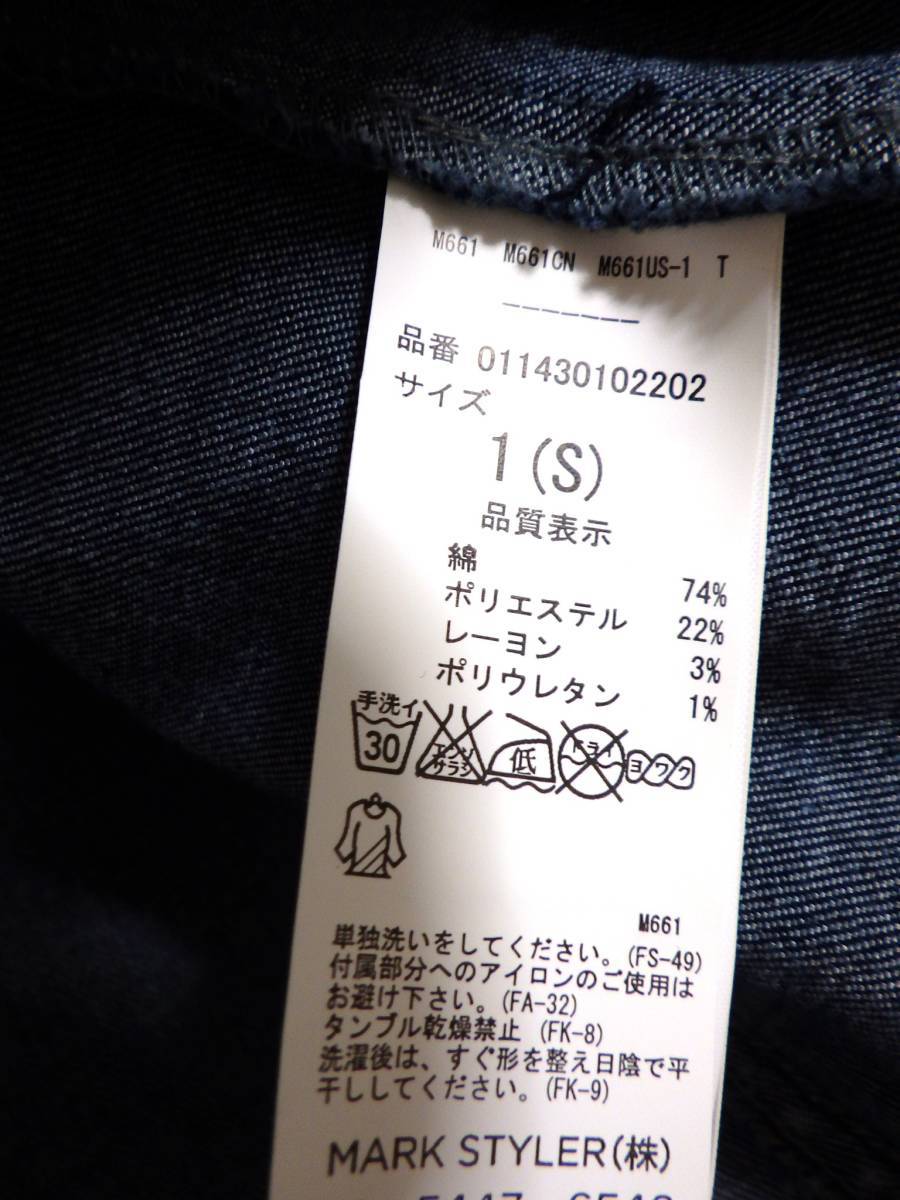 M661 M661CN M661US-1 T
-------
品番 011430102202
サイズ
1(S)
品質表示
綿 74%
ポリエステル 22%
レーヨン 3%
ポリウレタン 1%
手洗イ 30 エンソ サラシ 低 ドライ ヨワク
M661
単独洗いをしてください。(FS-49)
付属部分へのアイロンのご使用は
お避け下さい。(FA-32)
タンブル乾燥禁止 (FK-8)
洗濯後は、すぐ形を整え日陰で平
干ししてください。(FK-9)
MARK STYLER(株)